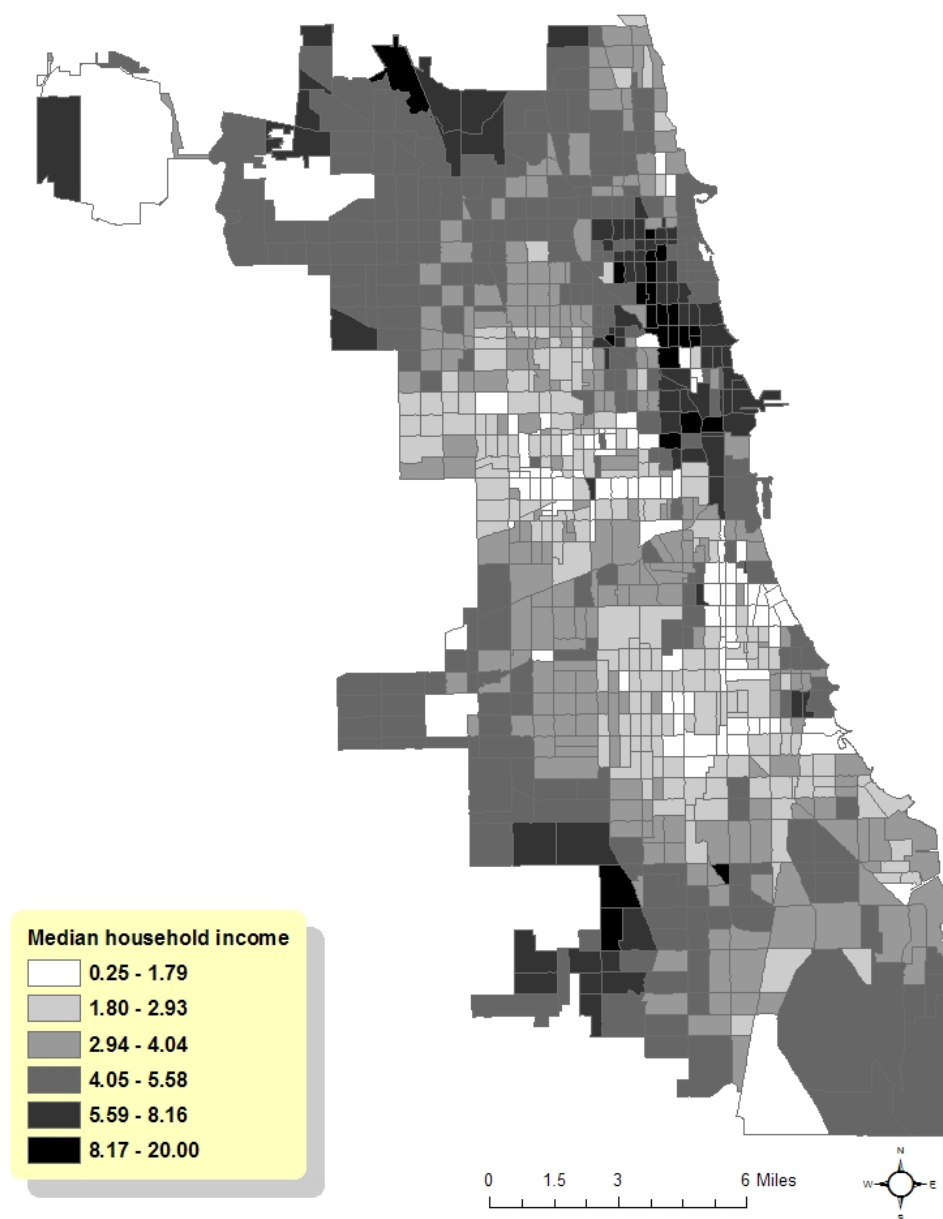 Median household income
0.25 - 1.79
1.80 - 2.93
2.94 - 4.04
4.05 - 5.58
5.59 - 8.16
8.17 - 20.00
0 1.5 3 6 Miles
N
W E
S